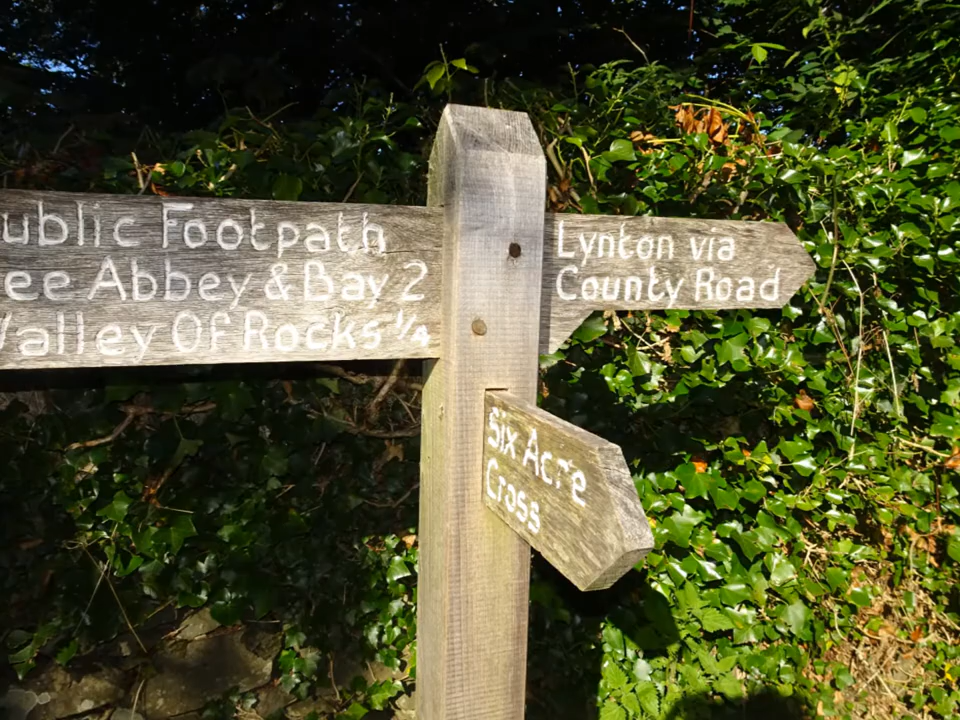 ublic Footpath
ee Abbey & Bay 2
Valley Of Rocks 1/4
Lynton via
County Road
Six Acre
Cross